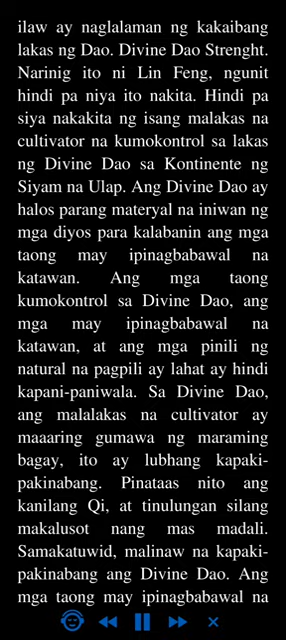 ilaw ay naglalaman ng kakaibang
lakas ng Dao. Divine Dao Strenght.
Narinig ito ni Lin Feng, ngunit
hindi pa niya ito nakita. Hindi pa
siya nakakita ng isang malakas na
cultivator na kumokontrol sa lakas
ng Divine Dao sa Kontinente ng
Siyam na Ulap. Ang Divine Dao ay
halos parang materyal na iniwan ng
mga diyos para kalabanin ang mga
taong may ipinagbabawal na
katawan. Ang mga taong
kumokontrol sa Divine Dao, ang
mga may ipinagbabawal na
katawan, at ang mga pinili ng
natural na pagpili ay lahat ay hindi
kapani-paniwala. Sa Divine Dao,
ang malalakas na cultivator ay
maaaring gumawa ng maraming
bagay, ito ay lubhang kapaki-
pakinabang. Pinataas nito ang
kanilang Qi, at tinulungan silang
makalusot nang mas madali.
Samakatuwid, malinaw na kapaki-
pakinabang ang Divine Dao. Ang
mga taong may ipinagbabawal na